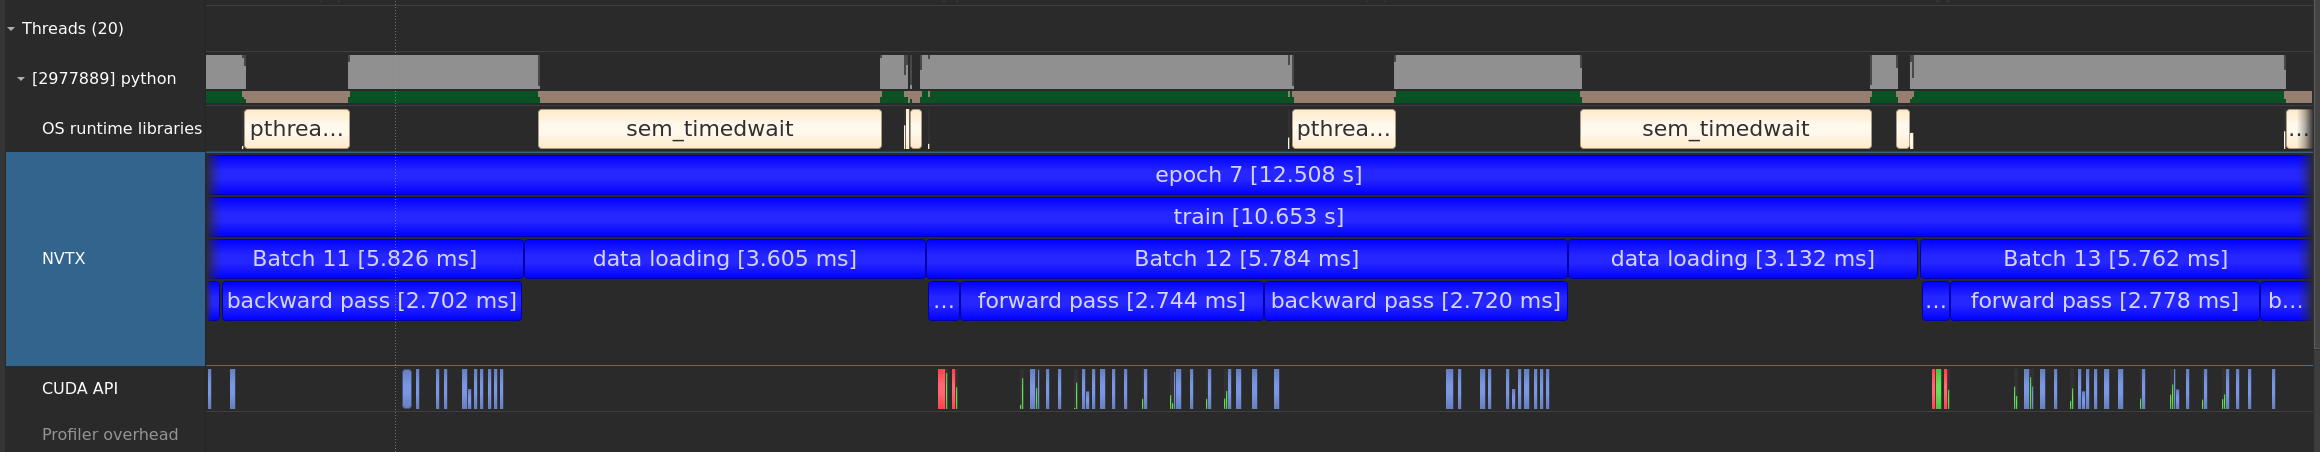 Threads (20)
[2977889] python
OS runtime libraries pthrea... sem_timedwait pthrea... sem_timedwait ...
epoch 7 [12.508 s]
train [10.653 s]
NVTX Batch 11 [5.826 ms] data loading [3.605 ms] Batch 12 [5.784 ms] data loading [3.132 ms] Batch 13 [5.762 ms]
backward pass [2.702 ms] ... forward pass [2.744 ms] backward pass [2.720 ms] ... forward pass [2.778 ms] b...
CUDA API
Profiler overhead